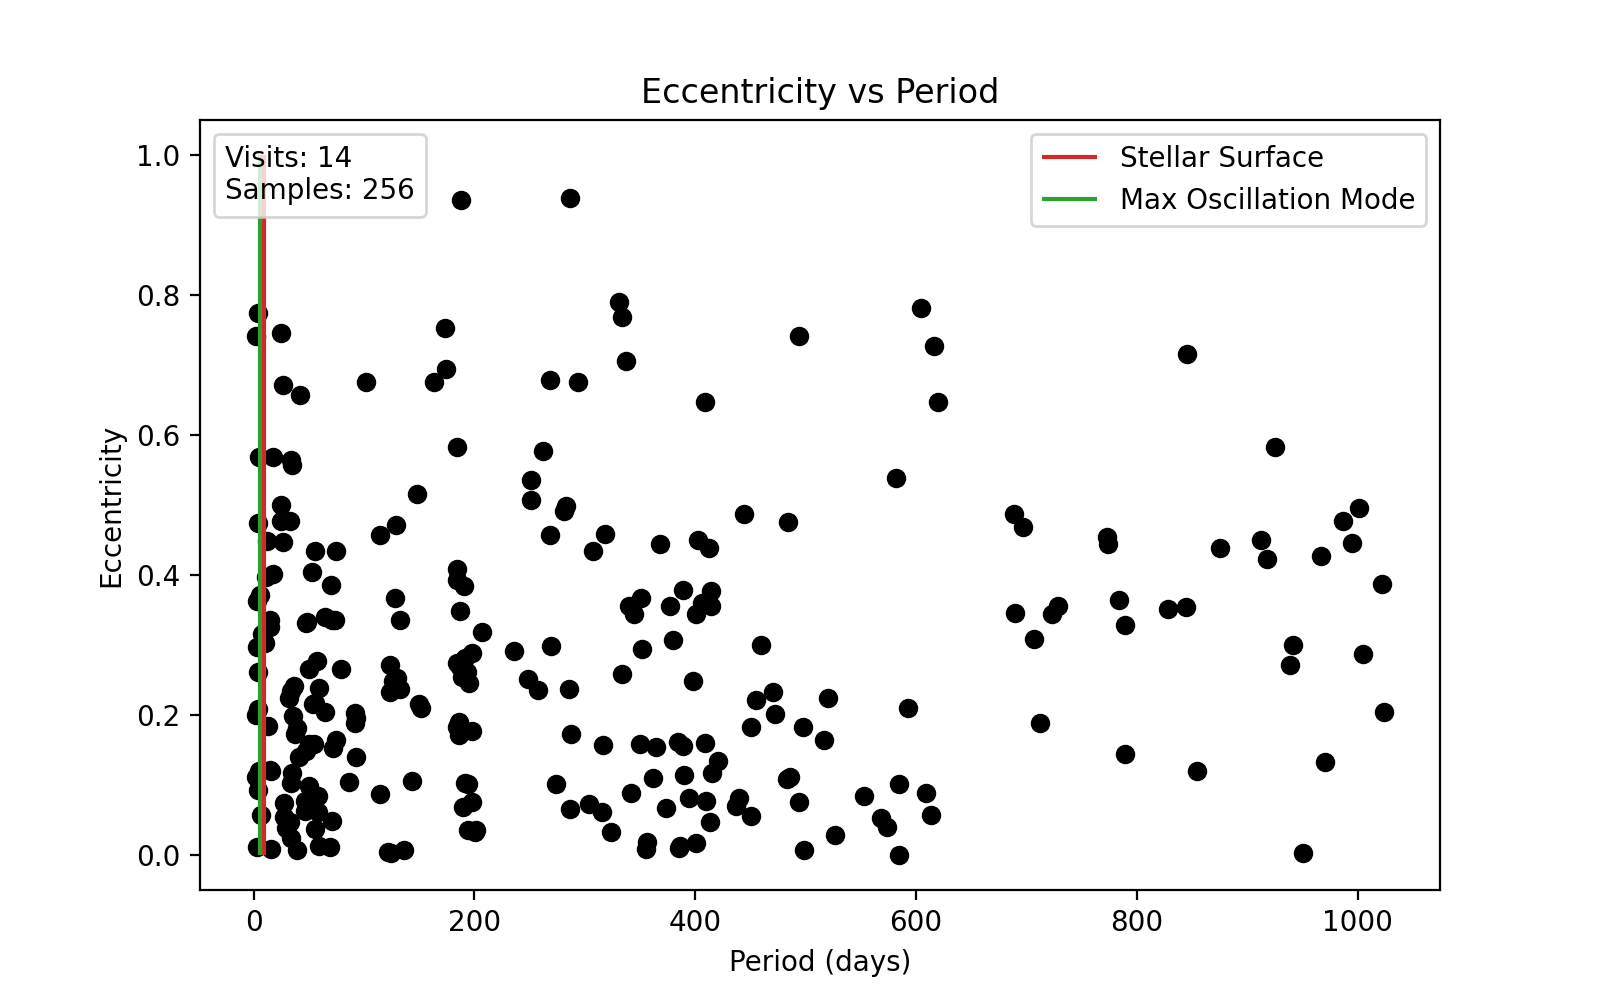 Eccentricity vs Period
Visits: 14
Samples: 256
Stellar Surface
Max Oscillation Mode
Eccentricity
1.0
0.8
0.6
0.4
0.2
0.0
0
200
400
600
800
1000
Period (days)